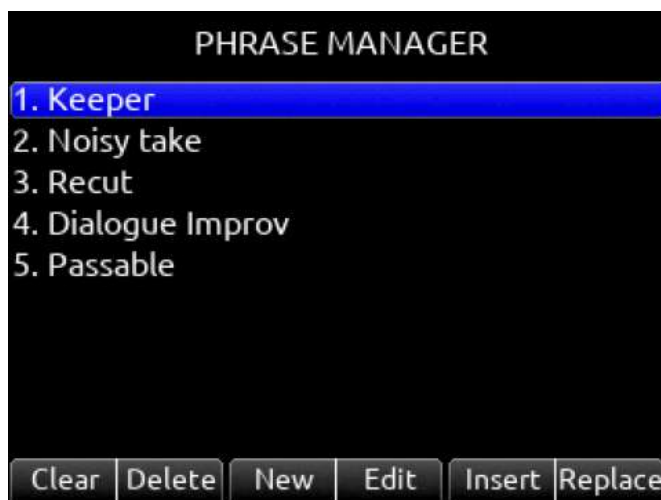 PHRASE MANAGER
1. Keeper
2. Noisy take
3. Recut
4. Dialogue Improv
5. Passable
Clear Delete New Edit Insert Replace